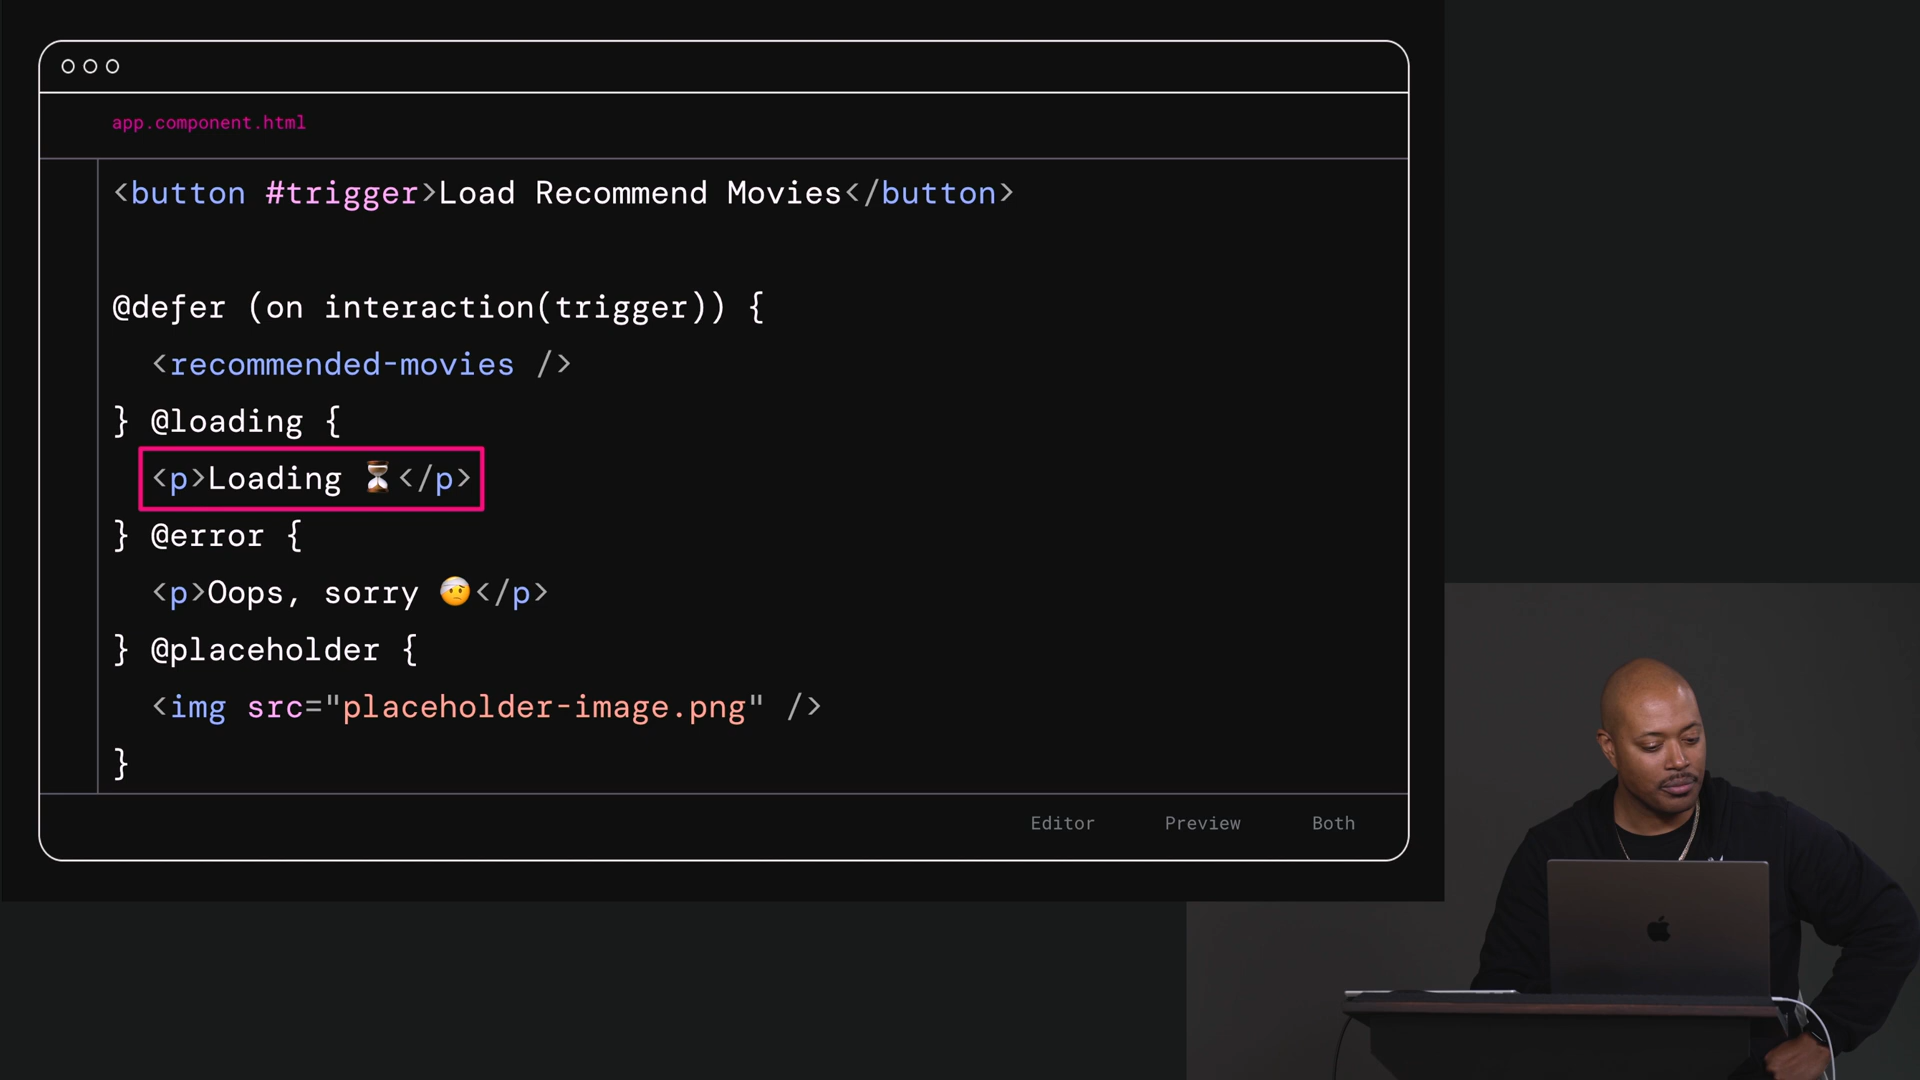 app.component.html
<button #trigger>Load Recommend Movies</button>
@defer (on interaction(trigger)) {
<recommended-movies />
} @loading {
<p>Loading ⏳</p>
} @error {
<p>Oops, sorry 🤕</p>
} @placeholder {
<img src="placeholder-image.png" />
}
Editor Preview Both